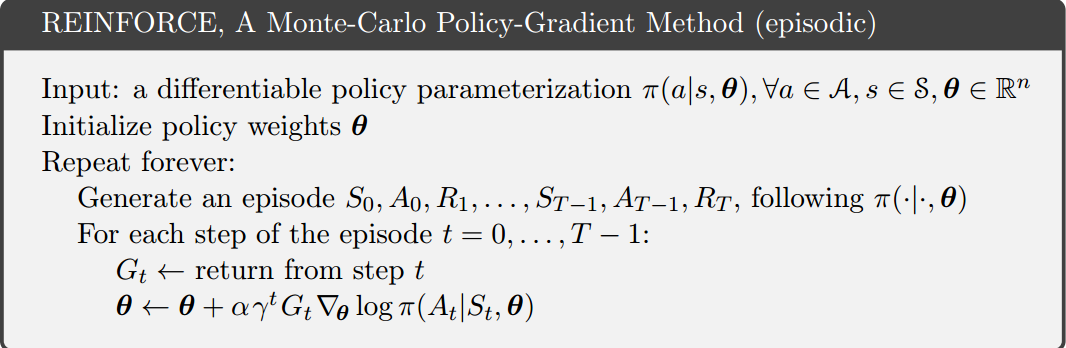 REINFORCE, A Monte-Carlo Policy-Gradient Method (episodic)
Input: a differentiable policy parameterization π(a|s, θ), ∀a ∈ 𝒜, s ∈ 𝒮, θ ∈ ℝⁿ
Initialize policy weights θ
Repeat forever:
Generate an episode S₀, A₀, R₁, . . . , S_{T−1}, A_{T−1}, R_T, following π(·|·, θ)
For each step of the episode t = 0, . . . , T − 1:
G_t ← return from step t
θ ← θ + αγᵗG_t∇_θ log π(A_t|S_t, θ)